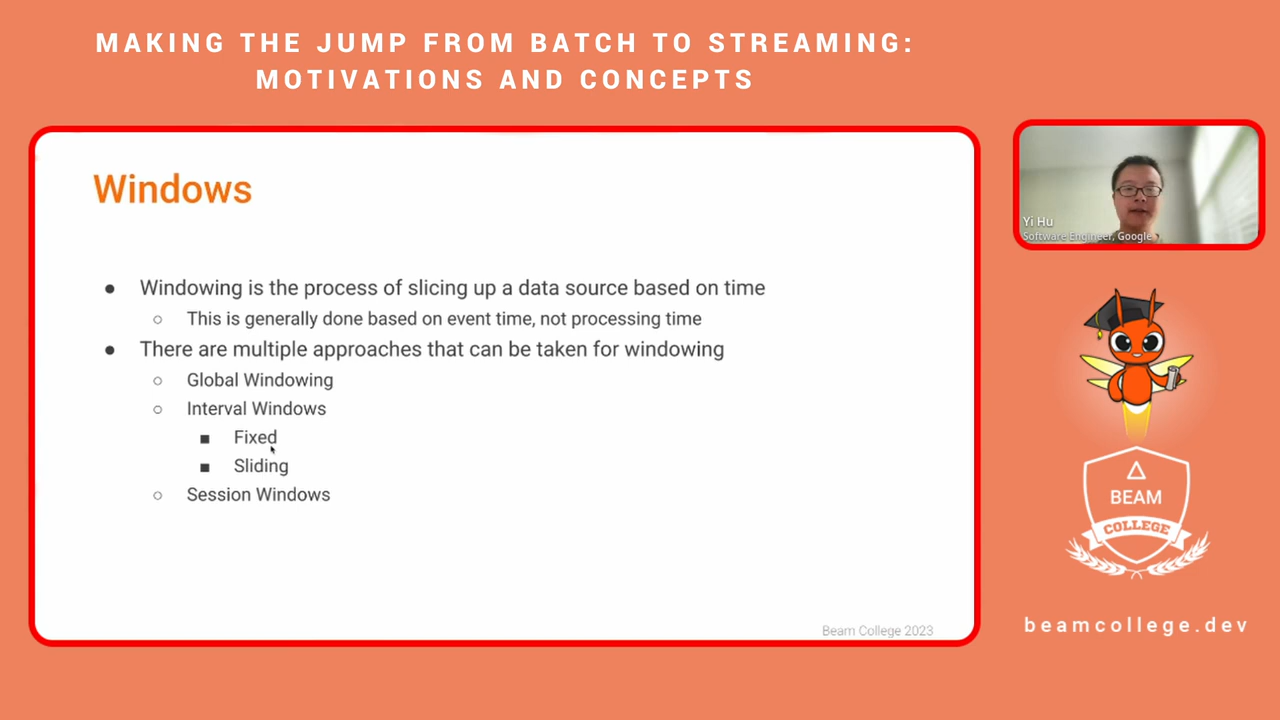 MAKING THE JUMP FROM BATCH TO STREAMING:
MOTIVATIONS AND CONCEPTS
Windows
● Windowing is the process of slicing up a data source based on time
○ This is generally done based on event time, not processing time
● There are multiple approaches that can be taken for windowing
○ Global Windowing
○ Interval Windows
■ Fixed
■ Sliding
○ Session Windows
Beam College 2023
Yi Hu
Software Engineer, Google
BEAM
COLLEGE
beamcollege.dev